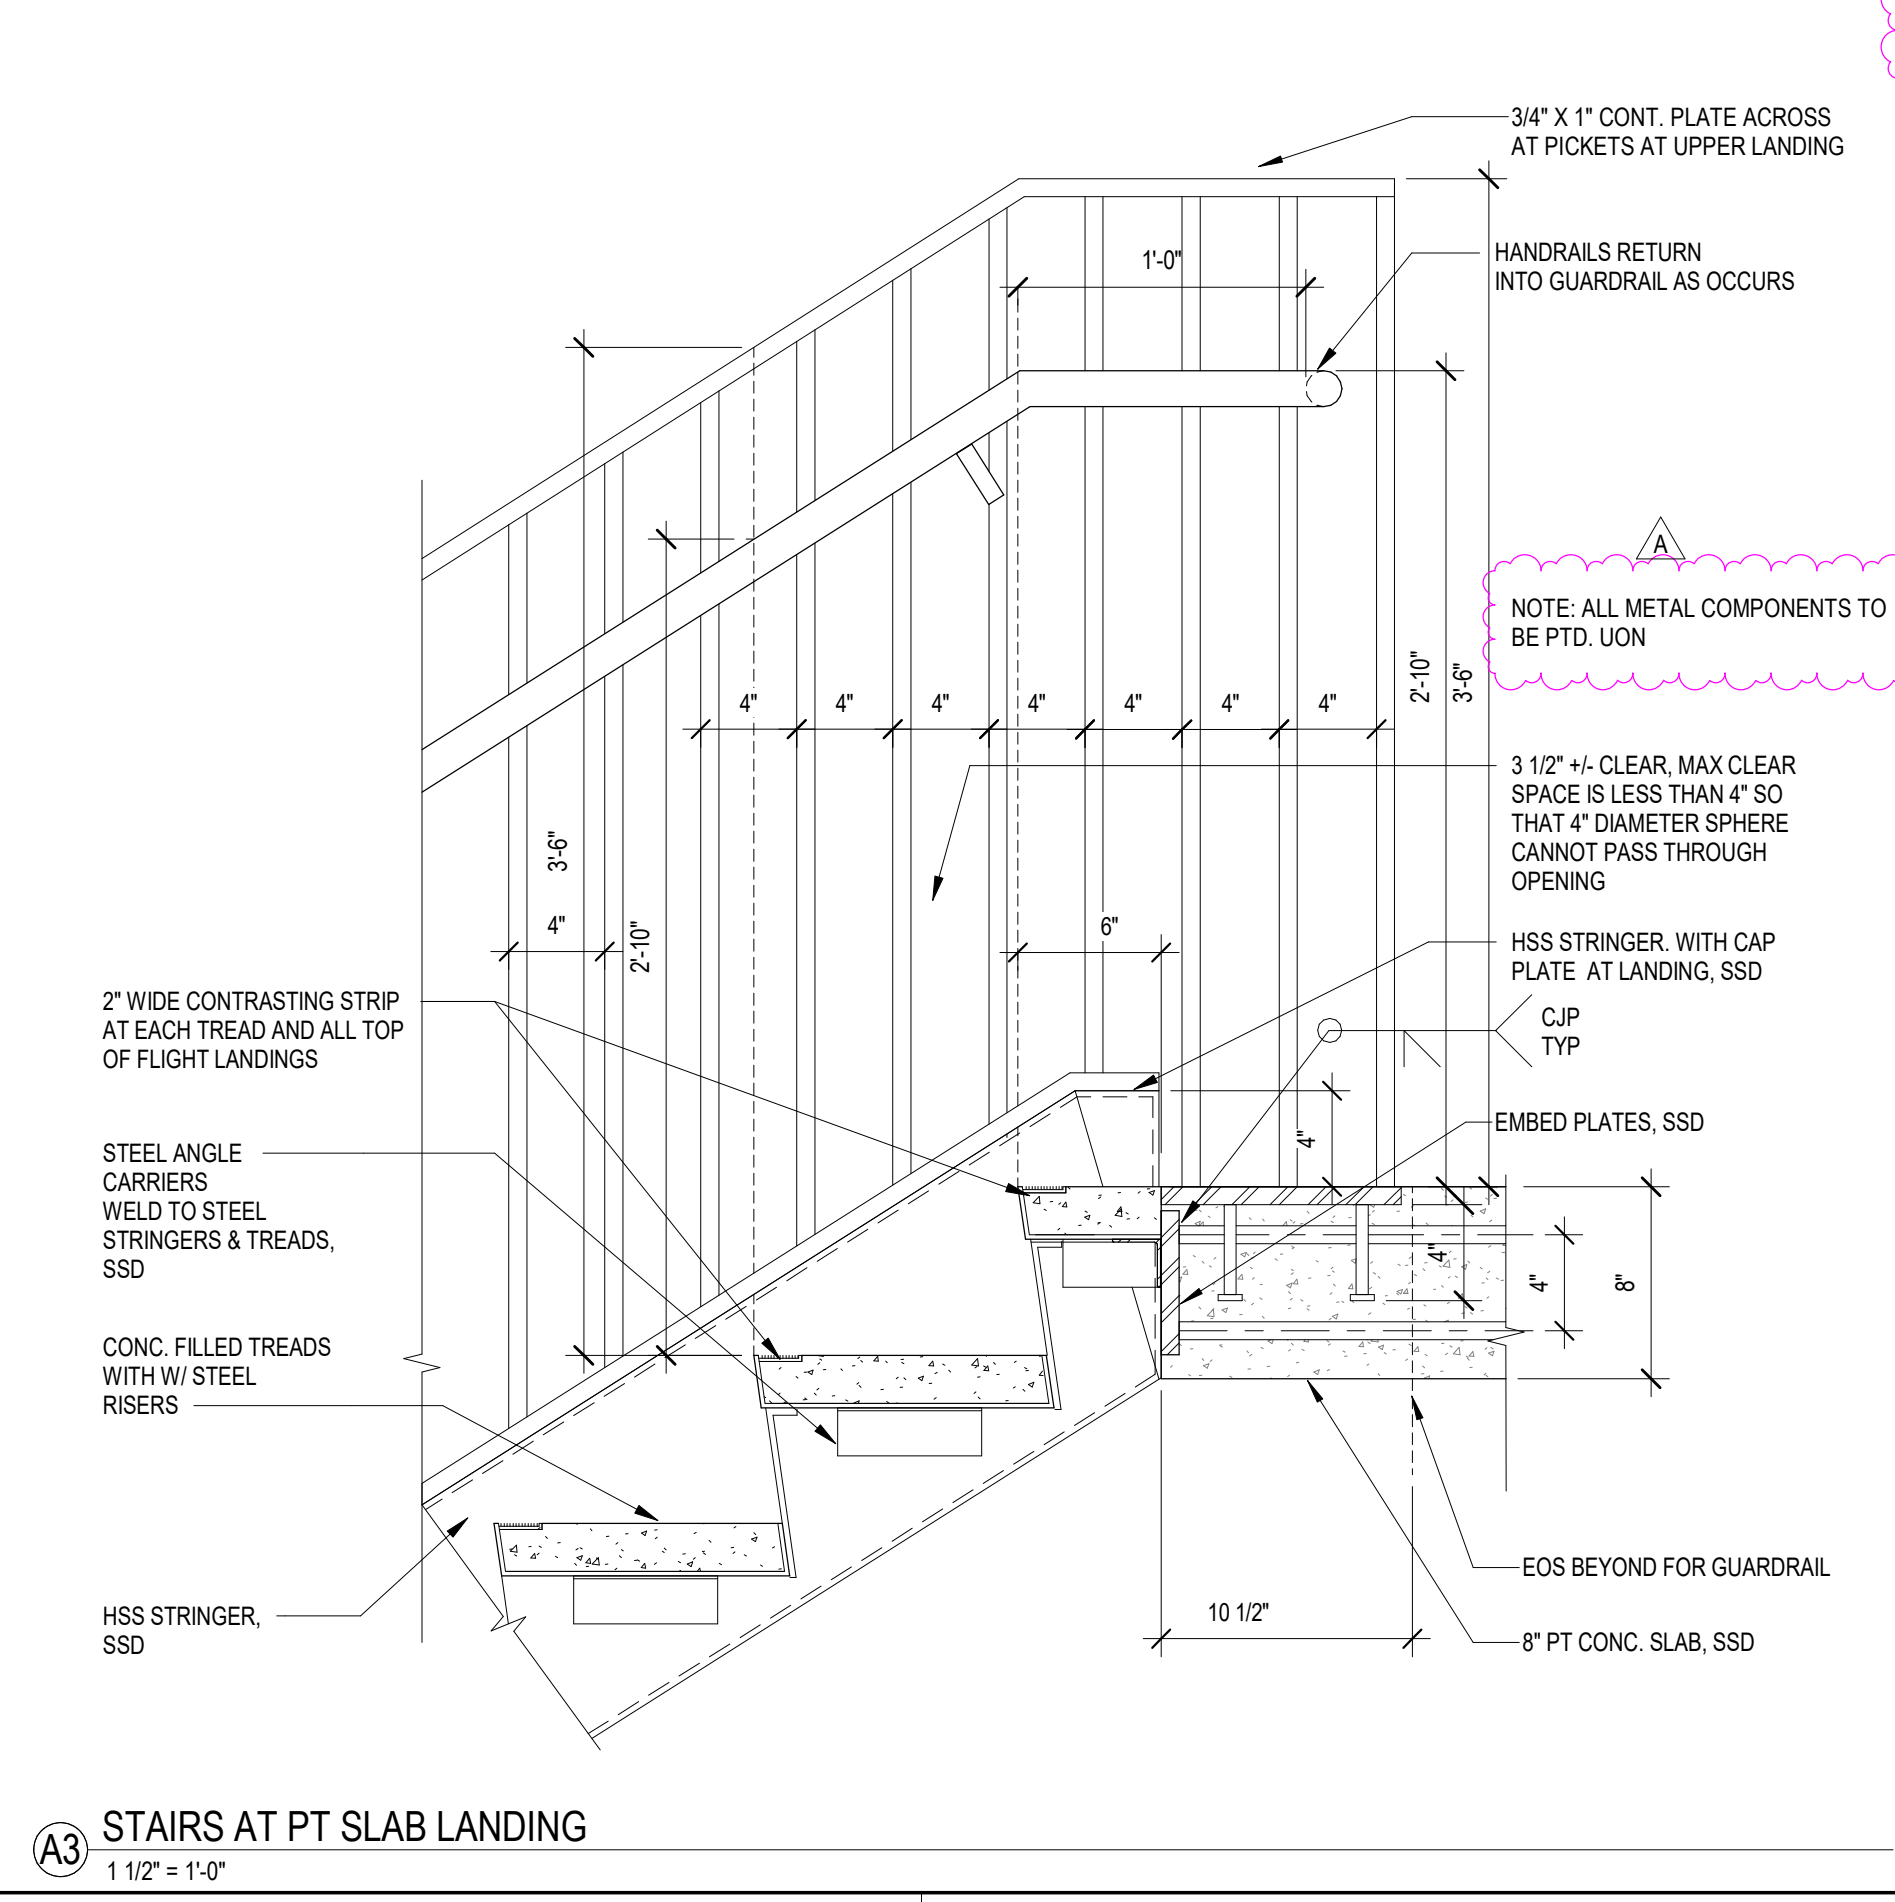 3/4" X 1" CONT. PLATE ACROSS
AT PICKETS AT UPPER LANDING
HANDRAILS RETURN
INTO GUARDRAIL AS OCCURS
1'-0"
A
NOTE: ALL METAL COMPONENTS TO
BE PTD. UON
2'-10"
3'-6"
4"
4"
4"
4"
4"
4"
4"
3 1/2" +/- CLEAR, MAX CLEAR
SPACE IS LESS THAN 4" SO
THAT 4" DIAMETER SPHERE
CANNOT PASS THROUGH
OPENING
3'-6"
4"
2'-10"
6"
HSS STRINGER. WITH CAP
PLATE AT LANDING, SSD
CJP
TYP
2" WIDE CONTRASTING STRIP
AT EACH TREAD AND ALL TOP
OF FLIGHT LANDINGS
4"
EMBED PLATES, SSD
STEEL ANGLE
CARRIERS
WELD TO STEEL
STRINGERS & TREADS,
SSD
4"
4"
8"
CONC. FILLED TREADS
WITH W/ STEEL
RISERS
EOS BEYOND FOR GUARDRAIL
HSS STRINGER,
SSD
10 1/2"
8" PT CONC. SLAB, SSD
A3
STAIRS AT PT SLAB LANDING
1 1/2" = 1'-0"